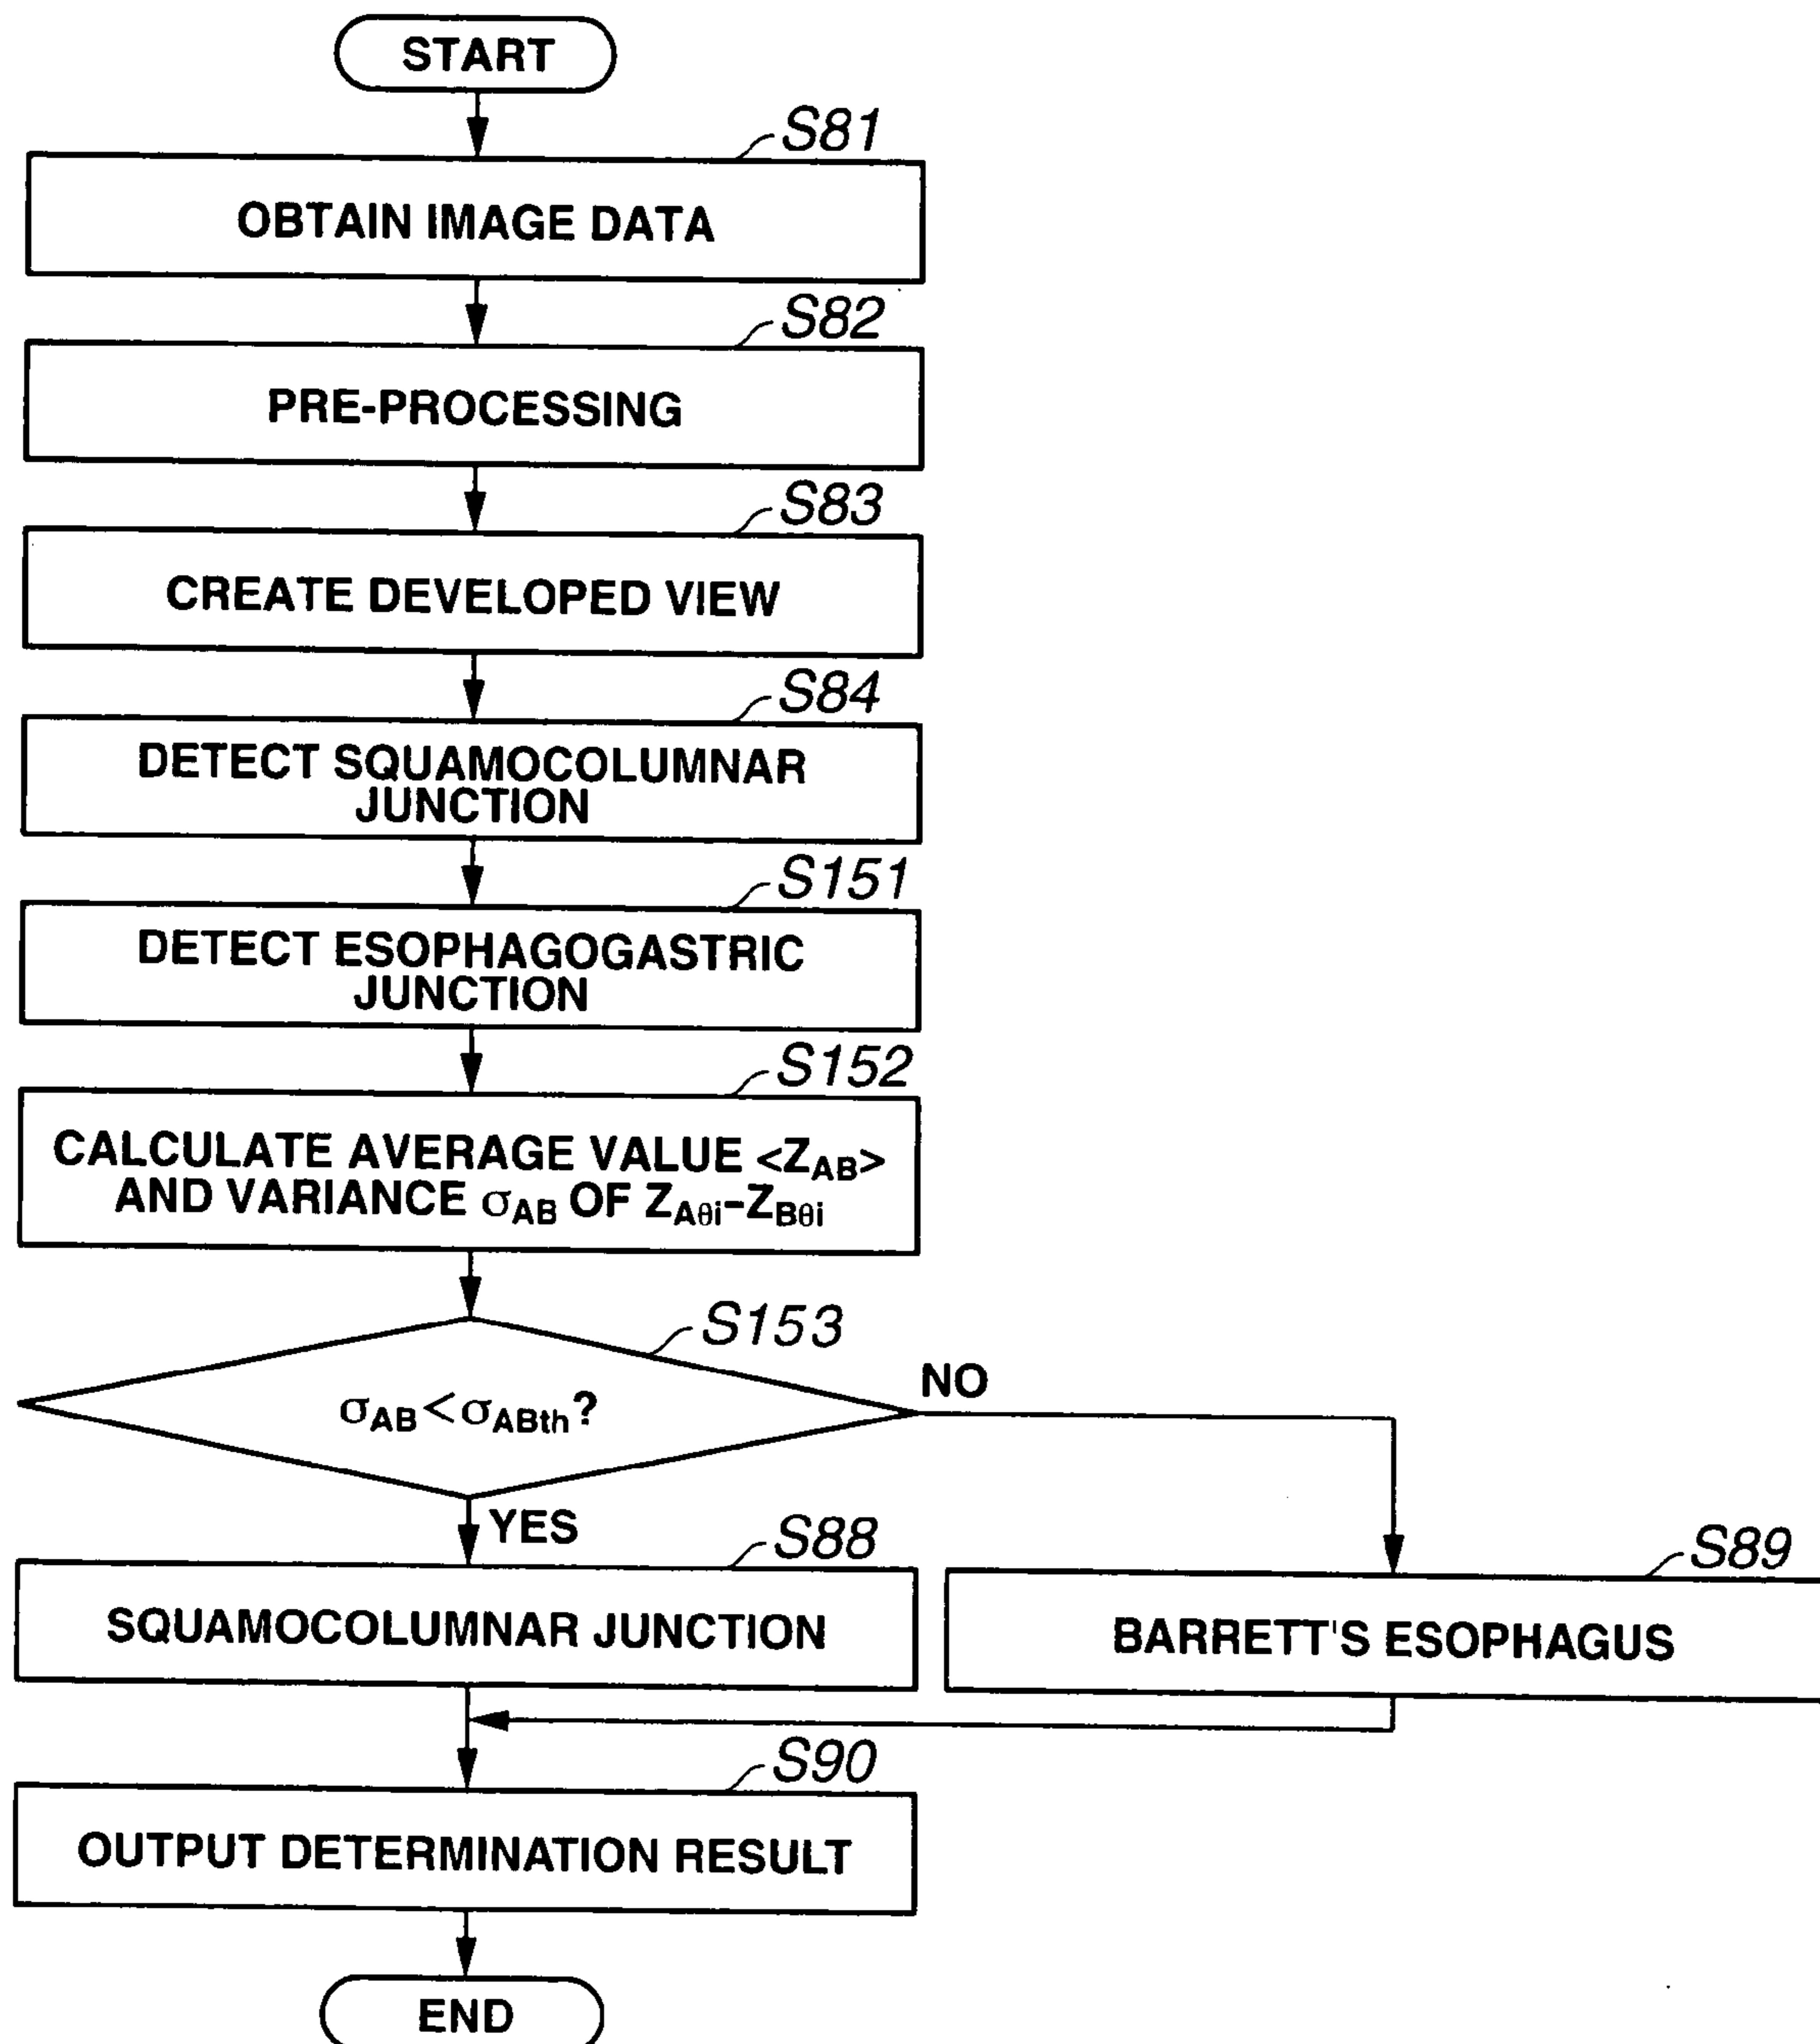 START
S81
OBTAIN IMAGE DATA
S82
PRE-PROCESSING
S83
CREATE DEVELOPED VIEW
S84
DETECT SQUAMOCOLUMNAR
JUNCTION
S151
DETECT ESOPHAGOGASTRIC
JUNCTION
S152
CALCULATE AVERAGE VALUE <ZAB>
AND VARIANCE σAB OF ZAθi-ZBθi
S153
σAB<σABth?
NO
YES
S88
SQUAMOCOLUMNAR JUNCTION
S89
BARRETT'S ESOPHAGUS
S90
OUTPUT DETERMINATION RESULT
END